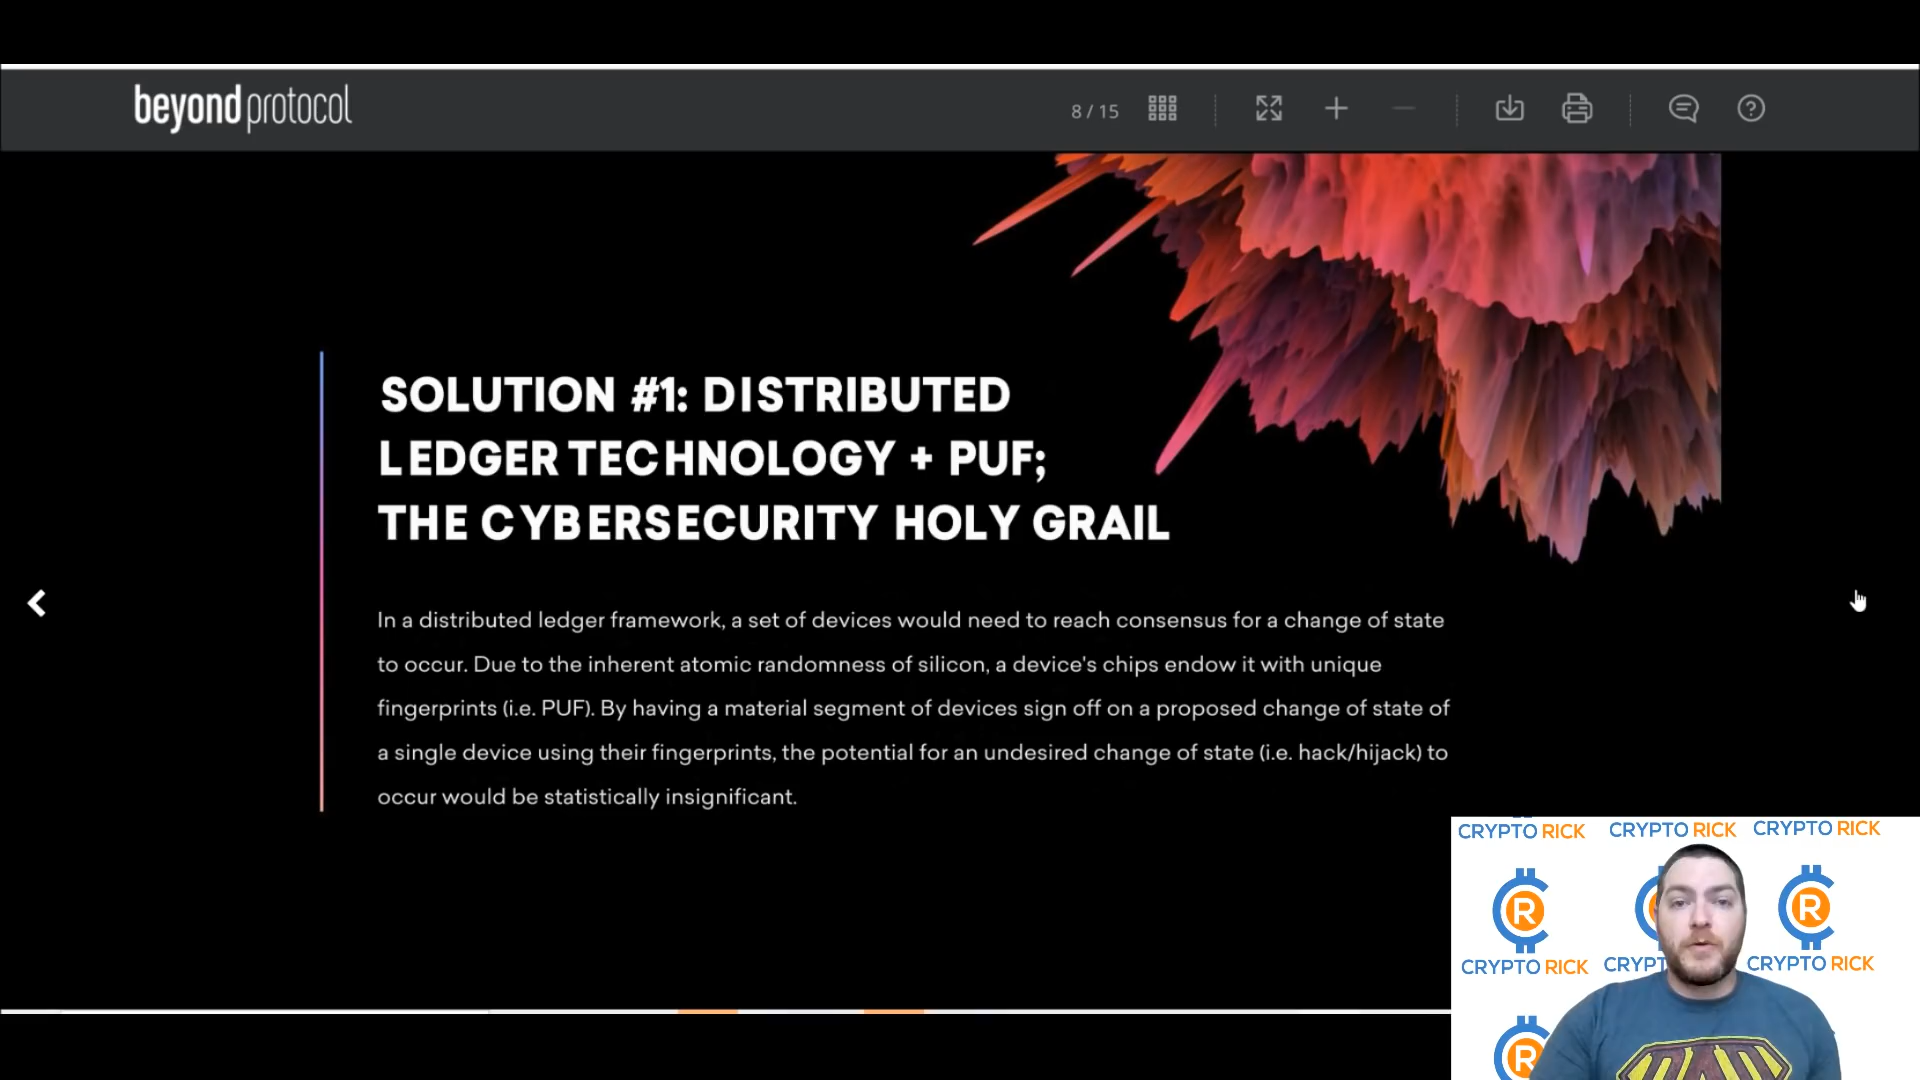 beyond protocol
8 / 15
SOLUTION #1: DISTRIBUTED
LEDGER TECHNOLOGY + PUF;
THE CYBERSECURITY HOLY GRAIL
In a distributed ledger framework, a set of devices would need to reach consensus for a change of state
to occur. Due to the inherent atomic randomness of silicon, a device's chips endow it with unique
fingerprints (i.e. PUF). By having a material segment of devices sign off on a proposed change of state of
a single device using their fingerprints, the potential for an undesired change of state (i.e. hack/hijack) to
occur would be statistically insignificant.
CRYPTO RICK CRYPTO RICK CRYPTO RICK
R R
CRYPTO RICK CRYPT CRYPTO RICK
R
DAD